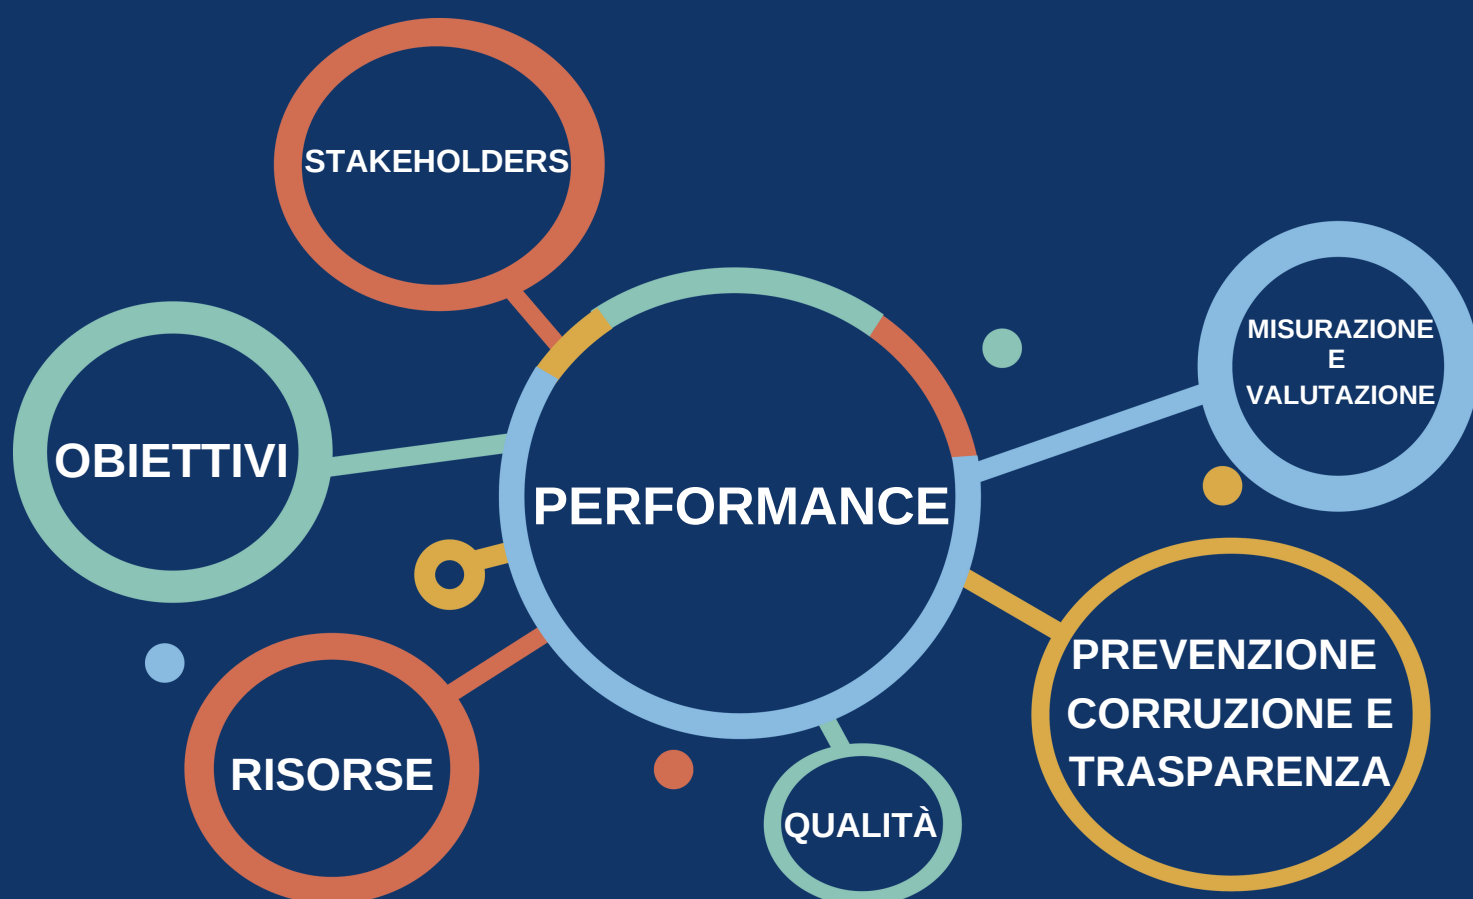 STAKEHOLDERS
MISURAZIONE
E
VALUTAZIONE
OBIETTIVI
PERFORMANCE
PREVENZIONE
CORRUZIONE E
TRASPARENZA
RISORSE
QUALITÀ